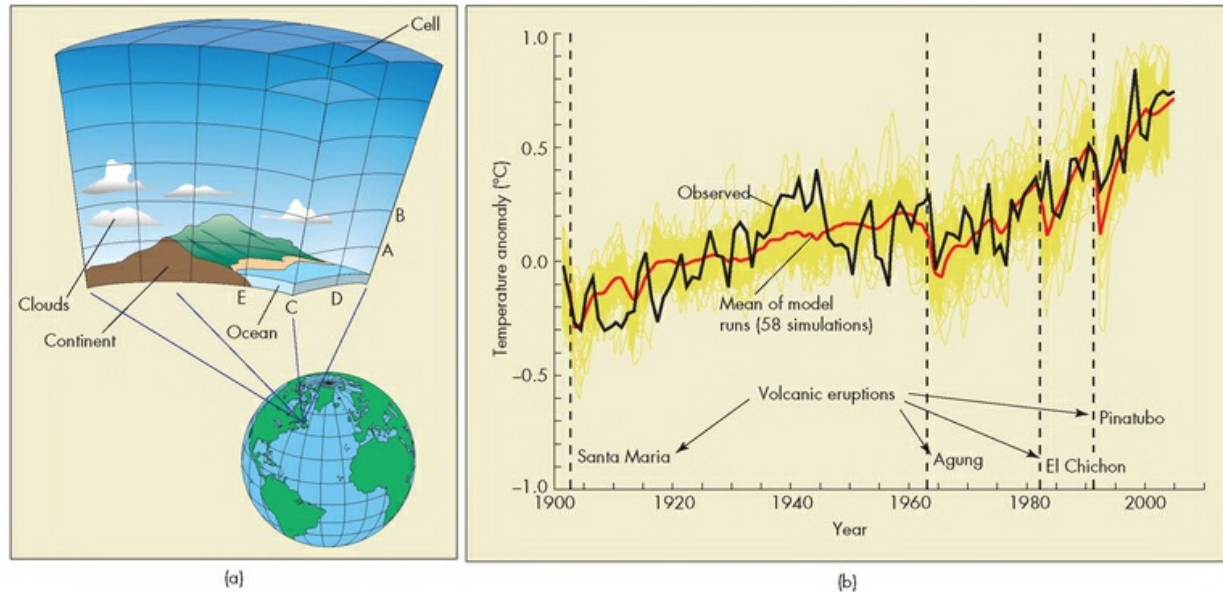 Cell
B
A
Clouds
Continent
E
Ocean
C
D
(a)
Temperature anomaly (°C)
1.0
0.5
0.0
–0.5
–1.0
Observed
Mean of model
runs (58 simulations)
Volcanic eruptions
Santa Maria
Agung
El Chichon
Pinatubo
1900
1920
1940
1960
1980
2000
Year
(b)